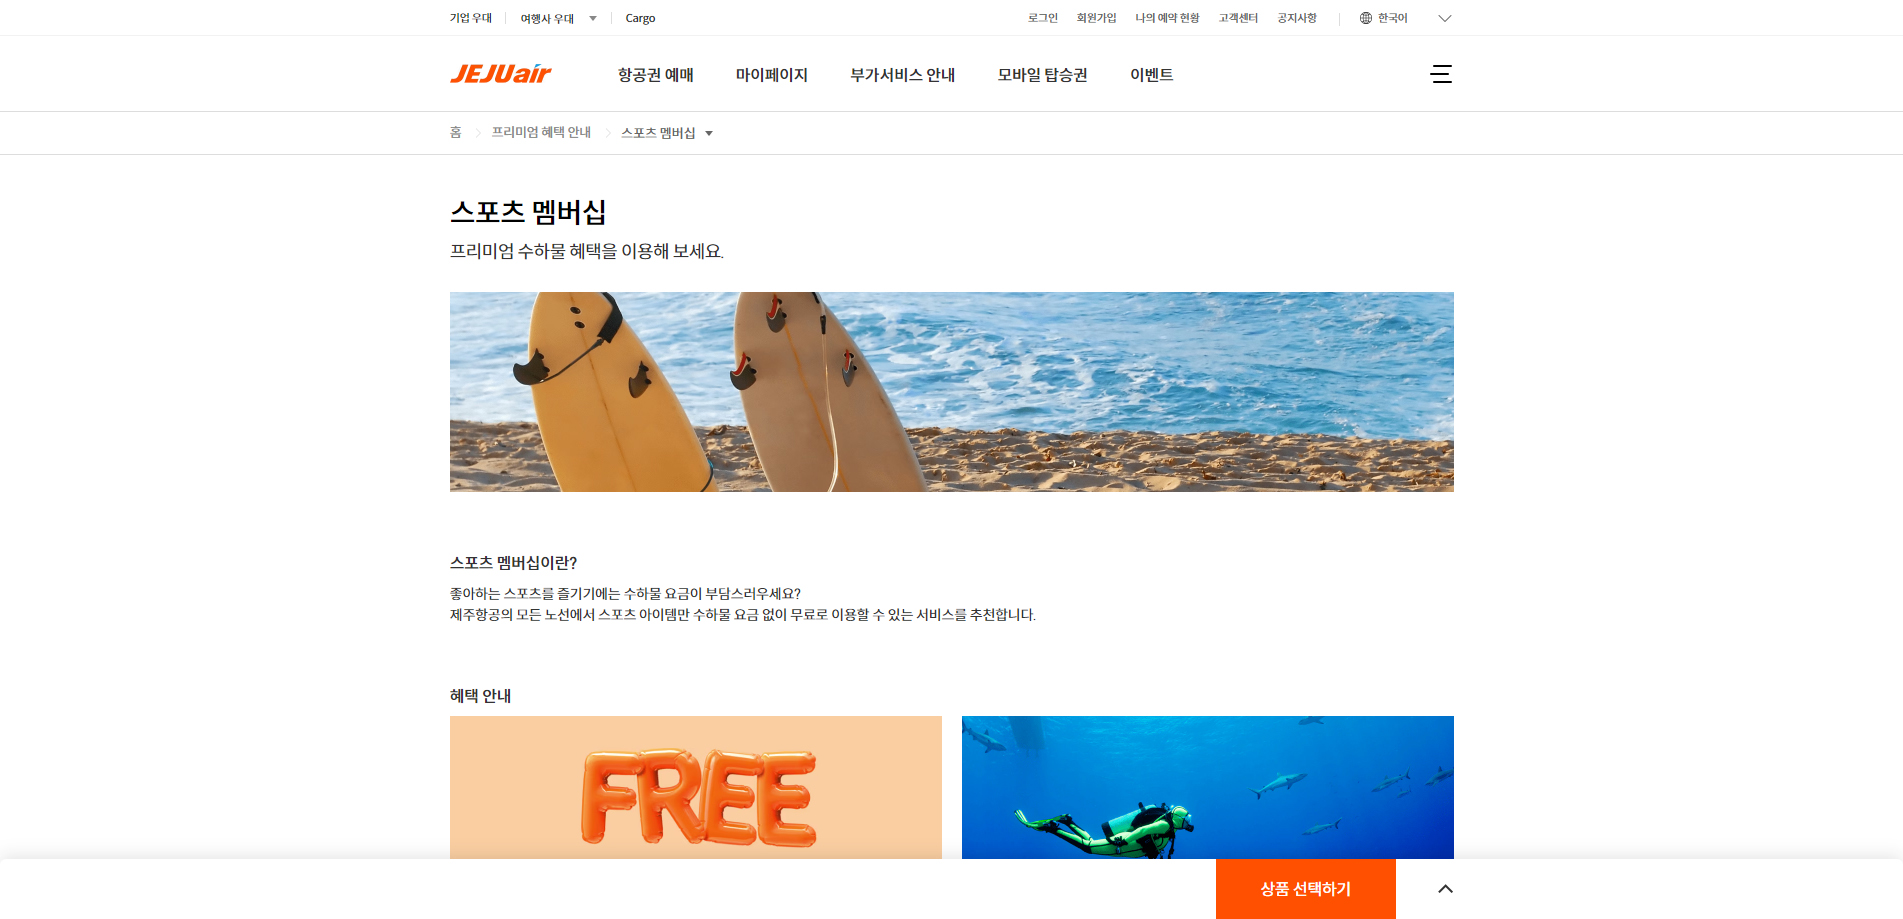 기업 우대
여행사 우대
Cargo
로그인
회원가입
나의 예약 현황
고객센터
공지사항
한국어
JEJUair
항공권 예매
마이페이지
부가서비스 안내
모바일 탑승권
이벤트
홈
프리미엄 혜택 안내
스포츠 멤버십
스포츠 멤버십
프리미엄 수하물 혜택을 이용해 보세요.
스포츠 멤버십이란?
좋아하는 스포츠를 즐기기에는 수하물 요금이 부담스러우세요?
제주항공의 모든 노선에서 스포츠 아이템만 수하물 요금 없이 무료로 이용할 수 있는 서비스를 추천합니다.
혜택 안내
FREE
상품 선택하기